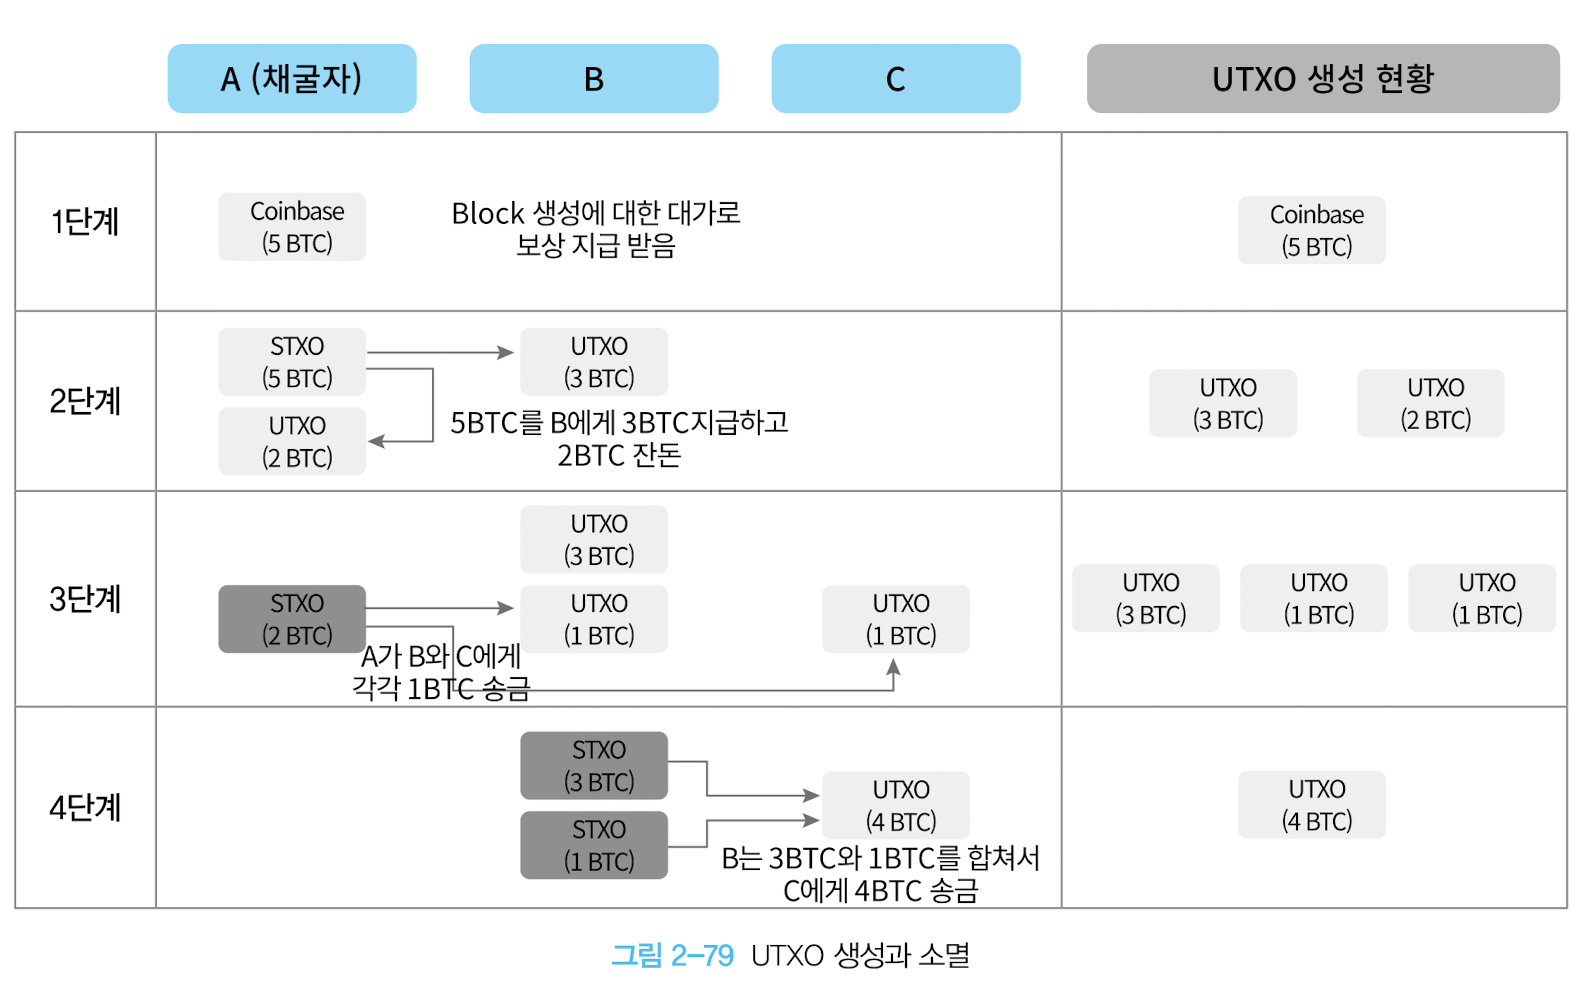 A (채굴자)
B
C
UTXO 생성 현황
1단계
Coinbase
(5 BTC)
Block 생성에 대한 대가로
보상 지급 받음
Coinbase
(5 BTC)
2단계
STXO
(5 BTC)
UTXO
(3 BTC)
UTXO
(2 BTC)
5BTC를 B에게 3BTC지급하고
2BTC 잔돈
UTXO
(3 BTC)
UTXO
(2 BTC)
3단계
UTXO
(3 BTC)
STXO
(2 BTC)
UTXO
(1 BTC)
UTXO
(1 BTC)
A가 B와 C에게
각각 1BTC 송금
UTXO
(3 BTC)
UTXO
(1 BTC)
UTXO
(1 BTC)
4단계
STXO
(3 BTC)
STXO
(1 BTC)
UTXO
(4 BTC)
B는 3BTC와 1BTC를 합쳐서
C에게 4BTC 송금
UTXO
(4 BTC)
그림 2-79 UTXO 생성과 소멸